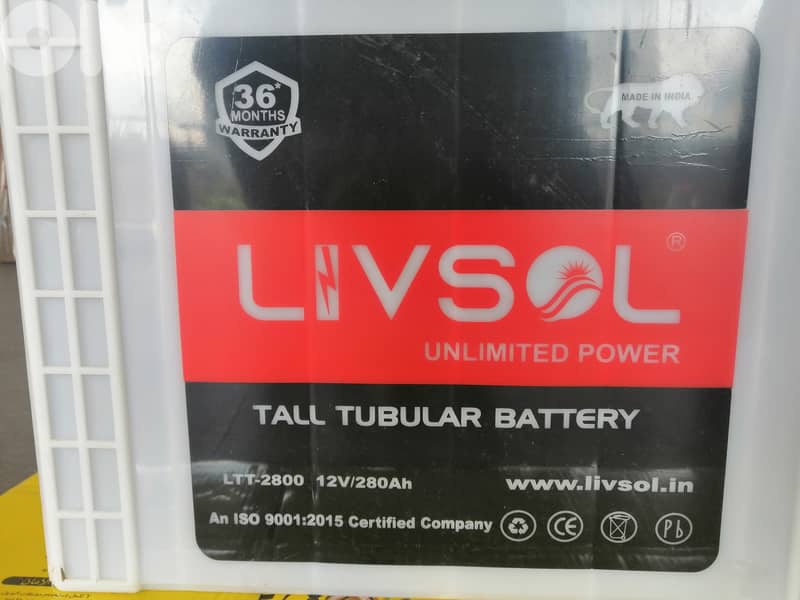 36*
MONTHS
WARRANTY
MADE IN INDIA
LIVSOL®
UNLIMITED POWER
TALL TUBULAR BATTERY
LTT-2800 12V/280Ah
www.livsol.in
An ISO 9001:2015 Certified Company
CE
Pb